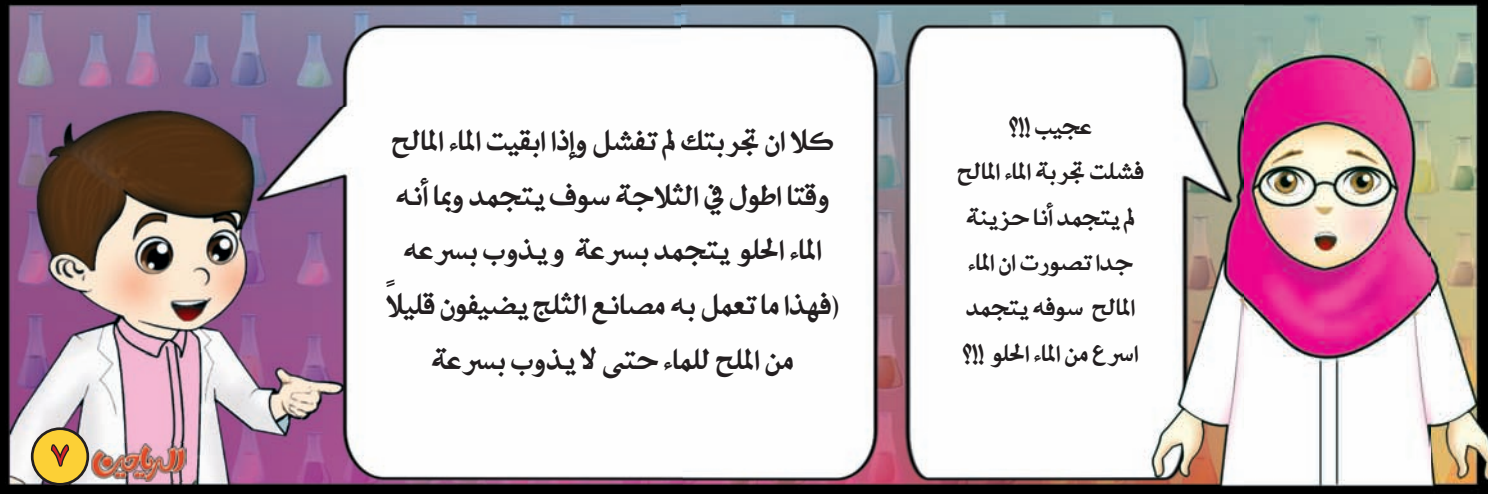 عجيب !!؟
فشلت تجربة الماء المالح
لم يتجمد أنا حزينة
جدا تصورت ان الماء
المالح سوفه يتجمد
اسرع من الماء الحلو !!؟
كلا ان تجربتك لم تفشل وإذا ابقيت الماء المالح
وقتا اطول في الثلاجة سوف يتجمد وبما أنه
الماء الحلو يتجمد بسرعة ويذوب بسرعه
(فهذا ما تعمل به مصانع الثلج يضيفون قليلاً
من الملح للماء حتى لا يذوب بسرعة
٧
الرياحين